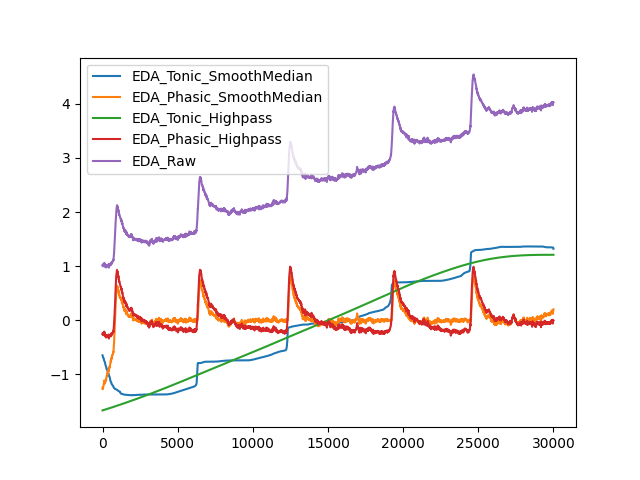 EDA_Tonic_SmoothMedian
EDA_Phasic_SmoothMedian
EDA_Tonic_Highpass
EDA_Phasic_Highpass
EDA_Raw
4
3
2
1
0
−1
0 5000 10000 15000 20000 25000 30000